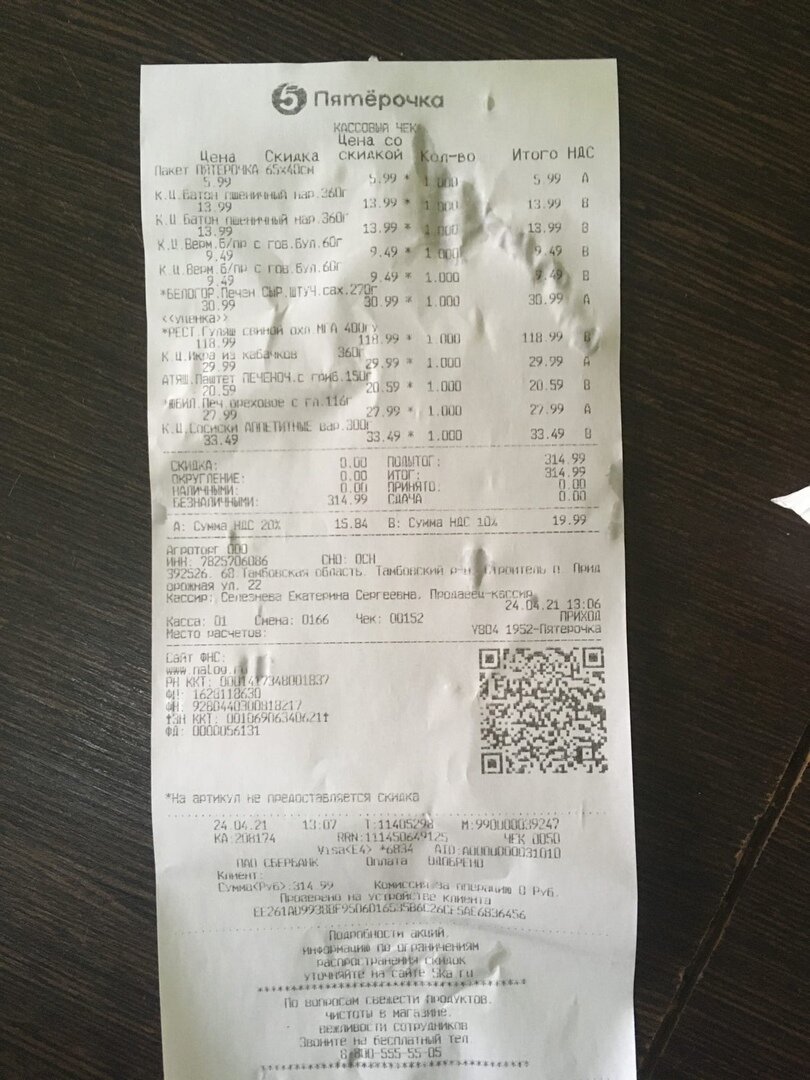 5 Пятёрочка
КАССОВЫЙ ЧЕК
Цена Скидка Цена со скидкой Кол-во Итого НДС
Пакет ПЯТЕРОЧКА 65х40см
5.99 5.99 * 1.000 5.99 А
К.Ц.Батон пшеничный нар.360г
13.99 13.99 * 1.000 13.99 В
К.Ц.Батон пшеничный нар.360г
13.99 13.99 * 1.000 13.99 В
К.Ц.Верм.б/пр с гов.бул.60г
9.49 9.49 * 1.000 9.49 В
К.Ц.Верм.б/пр с гов.бул.60г
9.49 9.49 * 1.000 9.49 В
*БЕЛОГОР.Печен СЫР.ШТУЧ.сах.270г
30.99 30.99 * 1.000 30.99 А
<<уценка>>
*РЕСТ.Гуляш свиной охл МГА 400г
118.99 118.99 * 1.000 118.99 В
К.Ц.Икра из кабачков 360г
29.99 29.99 * 1.000 29.99 А
АТЯШ.Паштет ПЕЧЕНОЧ.с гриб.150г
20.59 20.59 * 1.000 20.59 В
*ЮБИЛ.Печ.ореховое с гл.116г
27.99 27.99 * 1.000 27.99 А
К.Ц.Сосиски АППЕТИТНЫЕ вар.300г
33.49 33.49 * 1.000 33.49 В
СКИДКА: 0.00 ПОДЫТОГ: 314.99
ОКРУГЛЕНИЕ: 0.00 ИТОГ: 314.99
НАЛИЧНЫМИ: 0.00 ПРИНЯТО: 0.00
БЕЗНАЛИЧНЫМИ: 314.99 СДАЧА 0.00
А: Сумма НДС 20% 15.84 В: Сумма НДС 10% 19.99
Агроторг ООО
ИНН: 7825706086 СНО: ОСН
392526, 68 Тамбовская область, Тамбовский р-н, Строитель п. Прид
орожная ул. 22
Кассир: Селезнева Екатерина Сергеевна, Продавец-кассир
24.04.21 13:06
Касса: 01 Смена: 0166 Чек: 00152 ПРИХОД
Место расчетов: У804 1952-Пятерочка
Сайт ФНС:
www.nalog.ru
РН ККТ: 0001417348001837
ФП: 1628118630
ФН: 9280440300818217
†ЗН ККТ: 00106906340621†
ФД: 0000056131
*На артикул не предоставляется скидка
24.04.21 13:07 Т:11405298 М:990000039247
КА:208174 RRN:111450649125 ЧЕК 0050
Visa(E4) *6834 AID:A0000000031010
ПАО СБЕРБАНК Оплата ОДОБРЕНО
Клиент:
Сумма(Руб):314.99 Комиссия за операцию 0 Руб.
Проверено на устройстве клиента
Подробности акций,
информацию по ограничениям
распространения скидок
уточняйте на сайте 5ka.ru
********************************
По вопросам свежести продуктов,
чистоты в магазине,
вежливости сотрудников
Звоните на бесплатный тел.
8-800-555-55-05
********************************